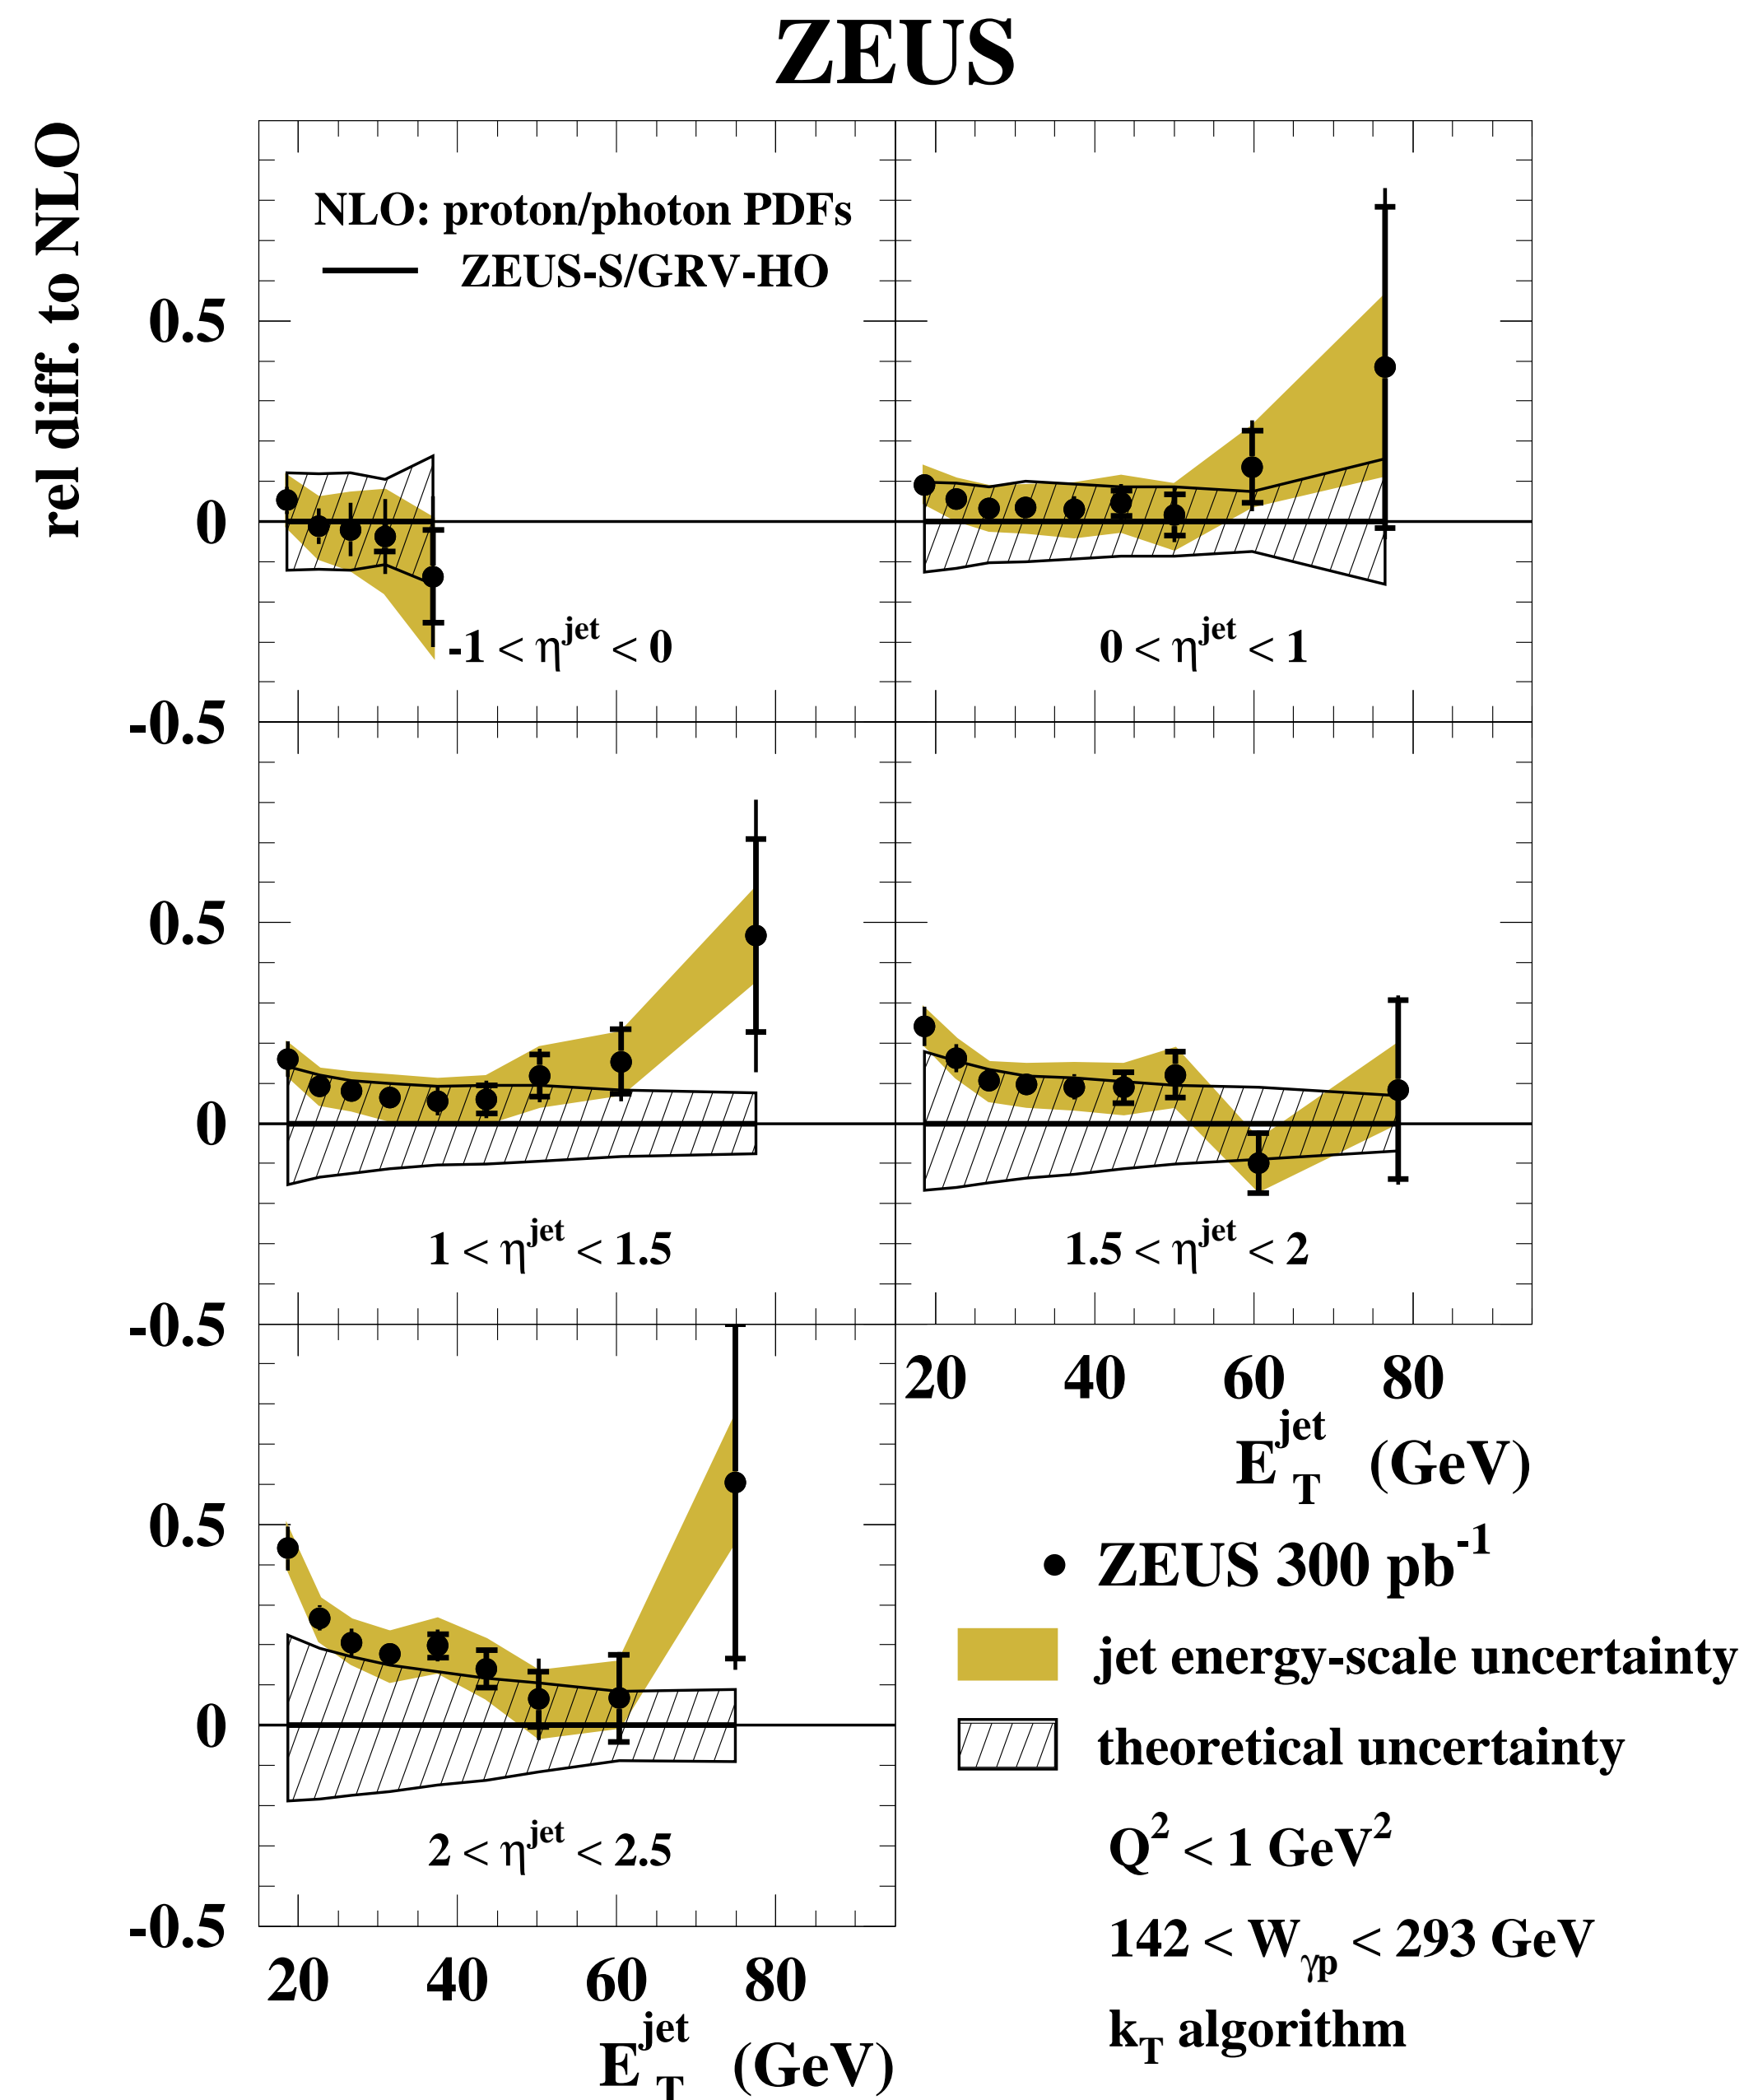 ZEUS
rel diff. to NLO
NLO: proton/photon PDFs
ZEUS-S/GRV-HO
0.5
0
-1 < η^jet < 0
0 < η^jet < 1
-0.5
0.5
0
1 < η^jet < 1.5
1.5 < η^jet < 2
-0.5
20 40 60 80
E_T^jet (GeV)
0.5
ZEUS 300 pb^-1
jet energy-scale uncertainty
0
theoretical uncertainty
2 < η^jet < 2.5
Q^2 < 1 GeV^2
-0.5
142 < W_γp < 293 GeV
20 40 60 80
k_T algorithm
E_T^jet (GeV)